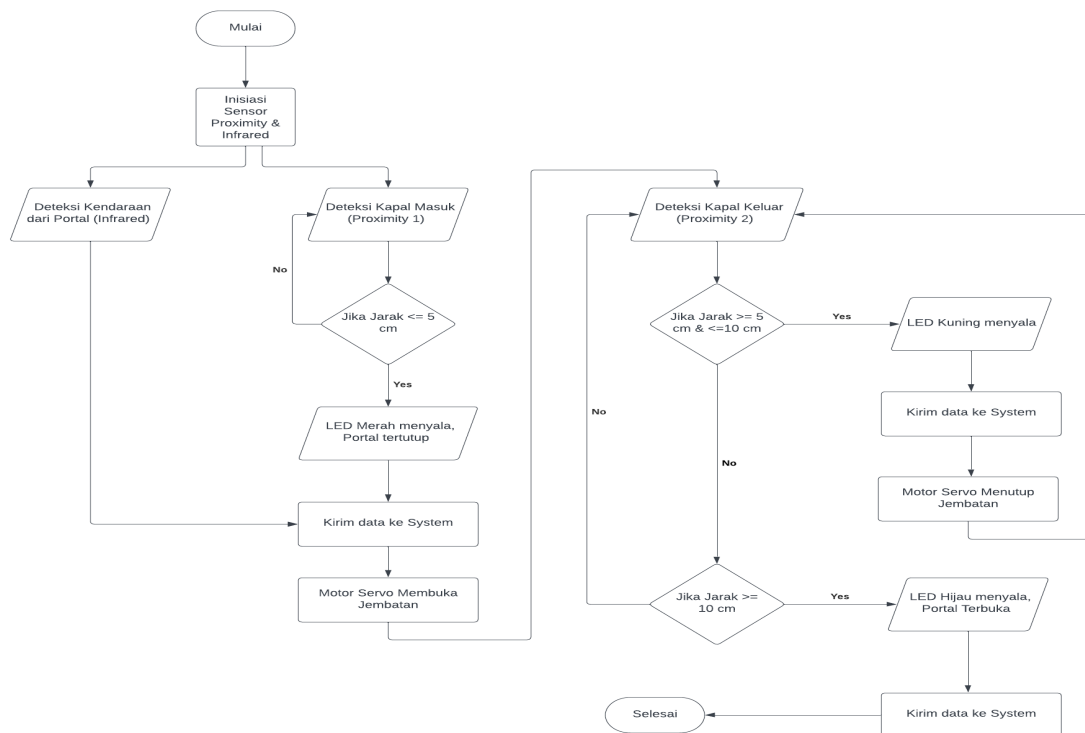 Mulai
Inisiasi
Sensor
Proximity &
Infrared
Deteksi Kendaraan
dari Portal (Infrared)
Deteksi Kapal Masuk
(Proximity 1)
No
Jika Jarak <= 5
cm
Yes
LED Merah menyala,
Portal tertutup
Kirim data ke System
Motor Servo Membuka
Jembatan
Deteksi Kapal Keluar
(Proximity 2)
Jika Jarak >= 5
cm & <=10 cm
Yes
LED Kuning menyala
Kirim data ke System
Motor Servo Menutup
Jembatan
No
No
Jika Jarak >=
10 cm
Yes
LED Hijau menyala,
Portal Terbuka
Kirim data ke System
Selesai